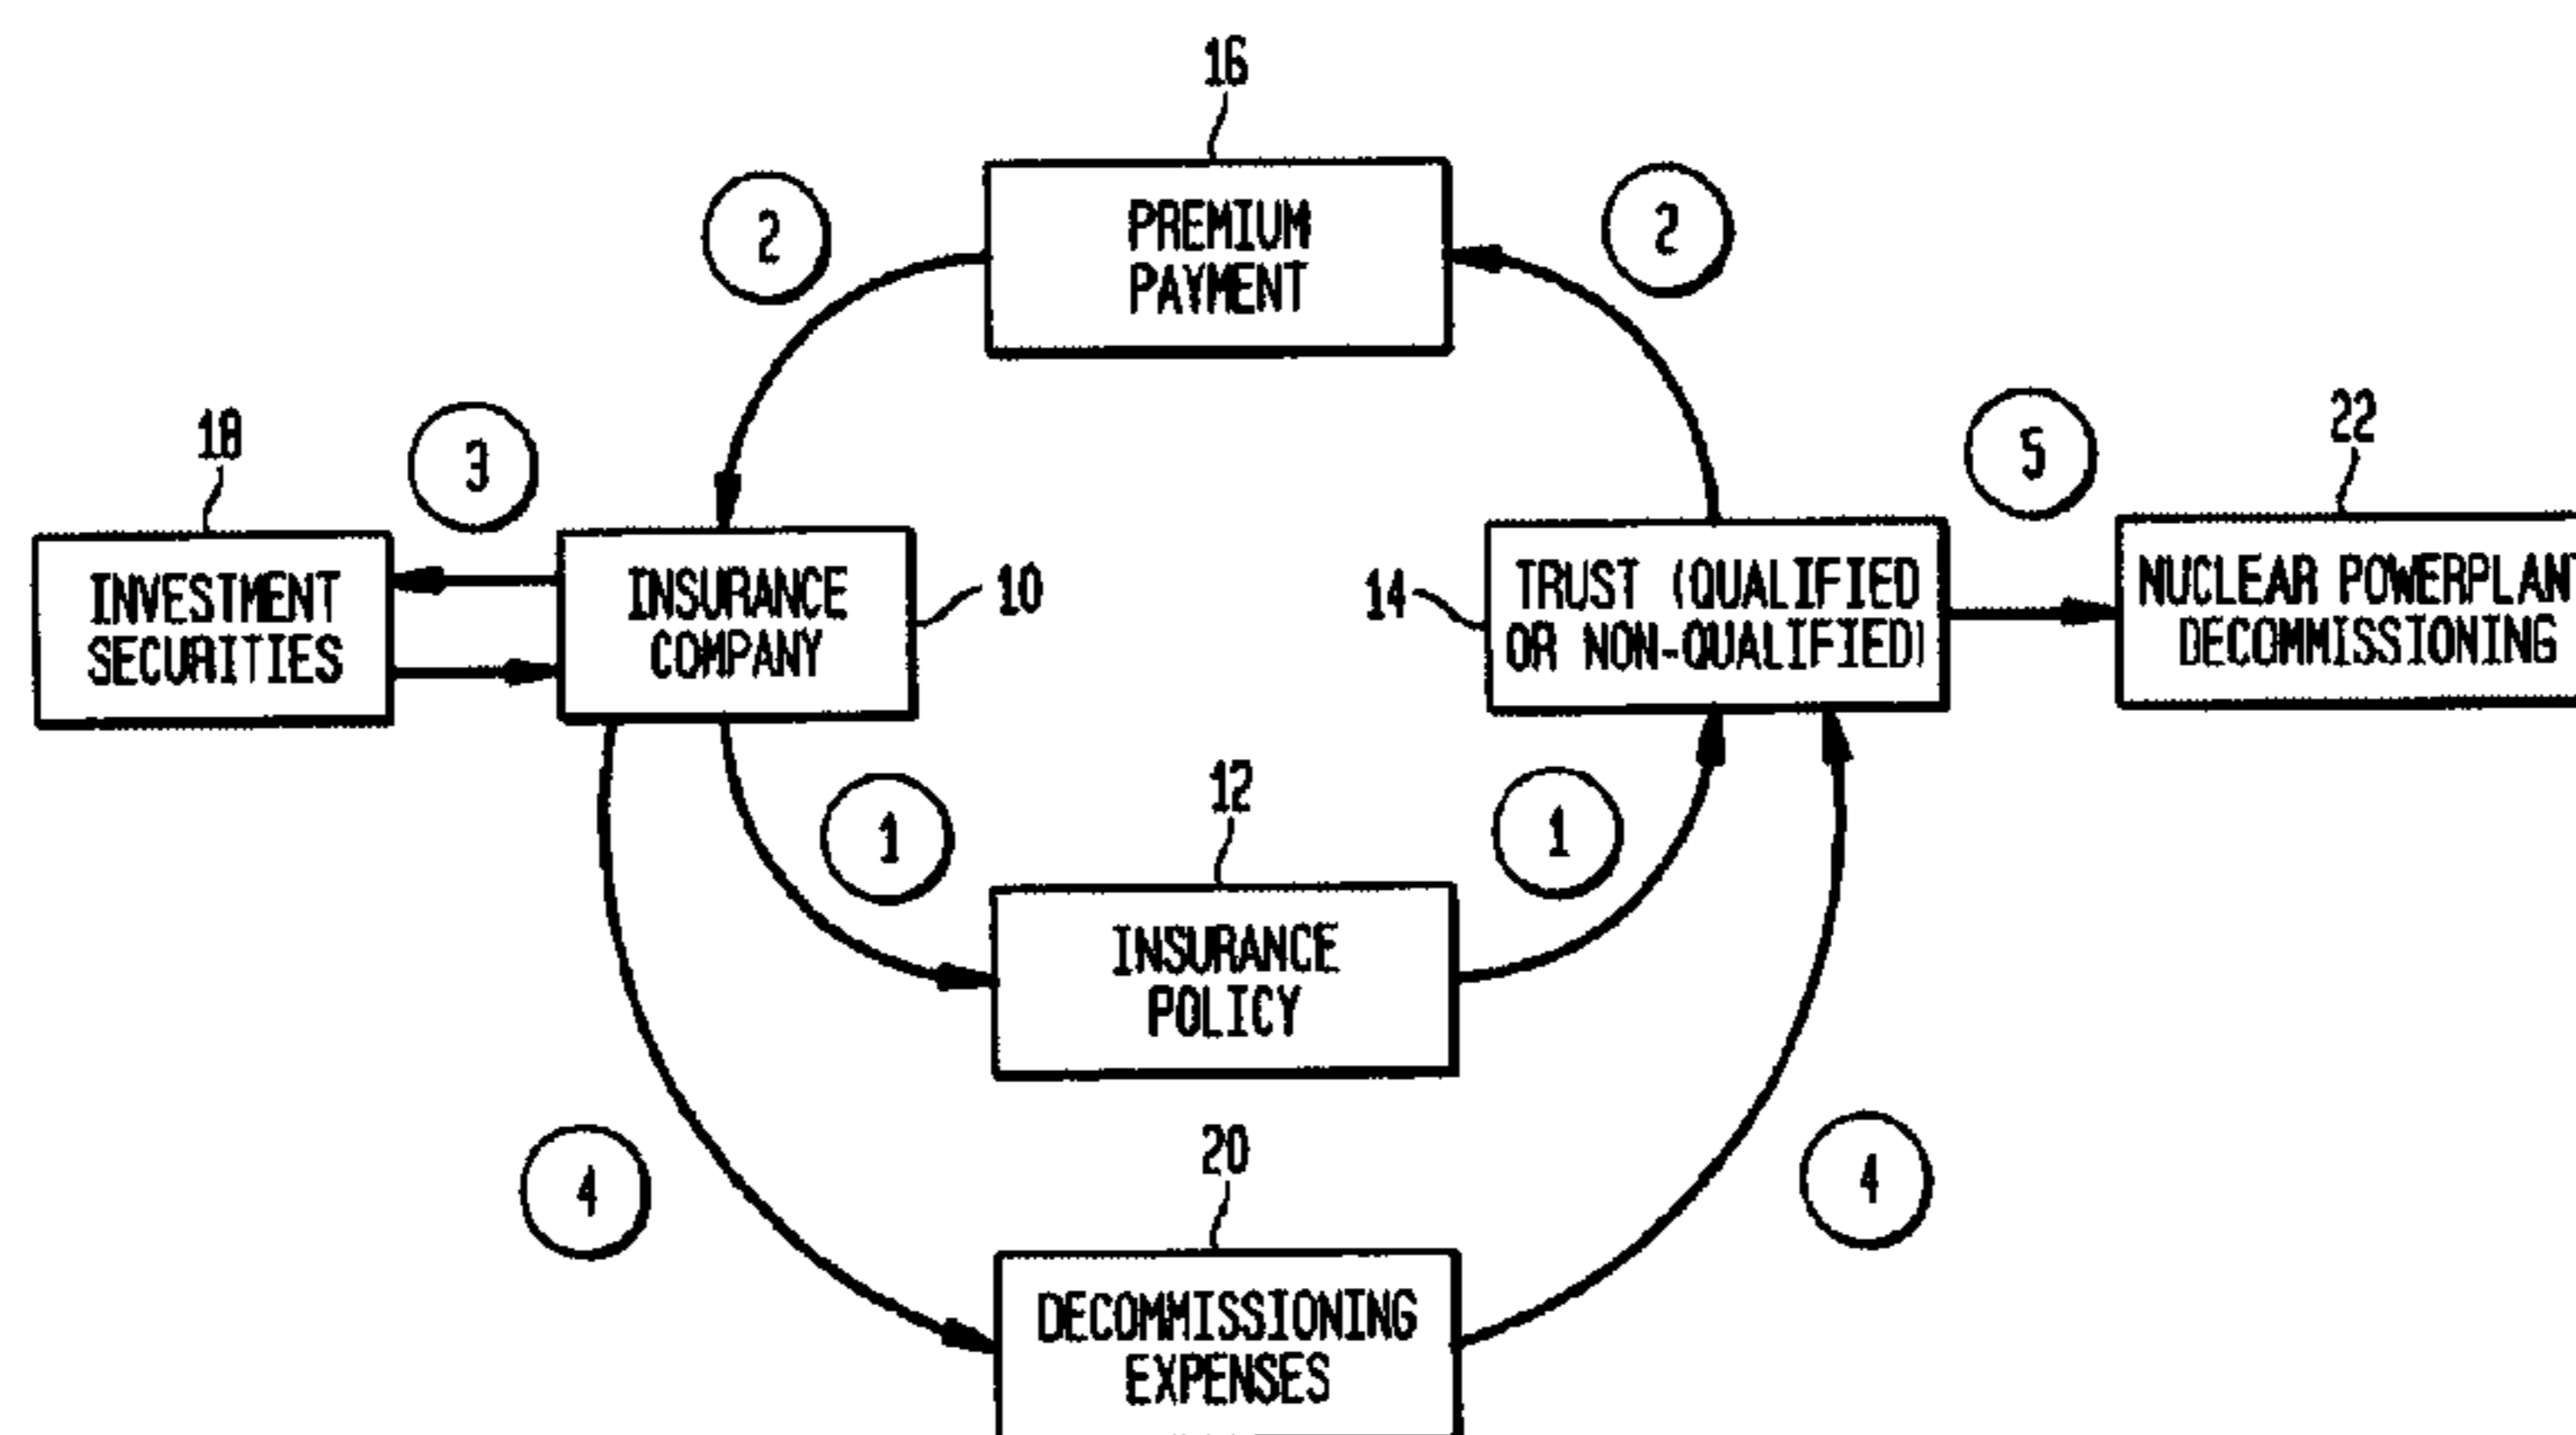 16
PREMIUM
PAYMENT
2
2
18
3
INVESTMENT
SECURITIES
INSURANCE
COMPANY
10
14
TRUST (QUALIFIED
OR NON-QUALIFIED)
5
22
NUCLEAR POWERPLANT
DECOMMISSIONING
1
12
1
INSURANCE
POLICY
4
20
4
DECOMMISSIONING
EXPENSES